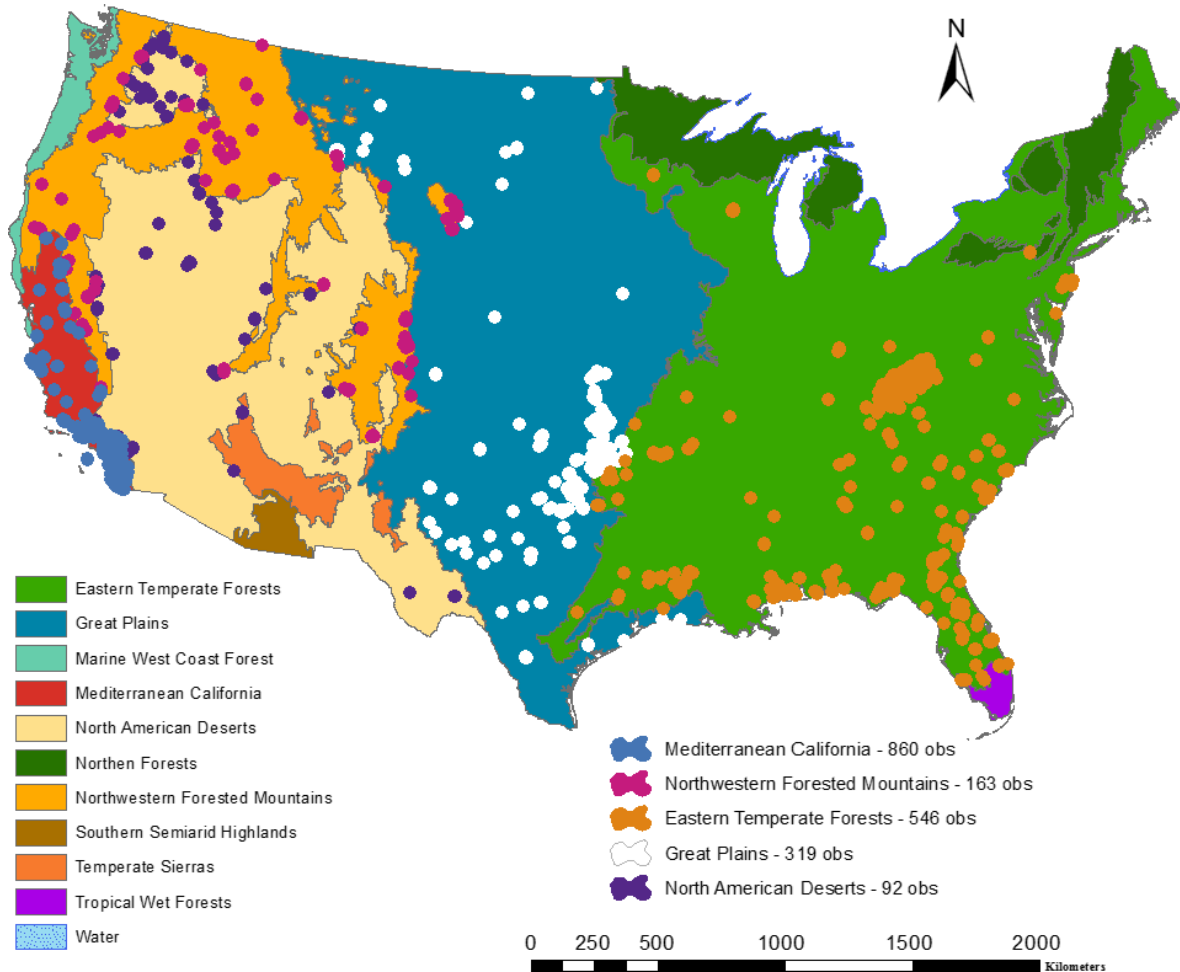 N
Eastern Temperate Forests
Great Plains
Marine West Coast Forest
Mediterranean California
North American Deserts
Northen Forests
Northwestern Forested Mountains
Southern Semiarid Highlands
Temperate Sierras
Tropical Wet Forests
Water
Mediterranean California - 860 obs
Northwestern Forested Mountains - 163 obs
Eastern Temperate Forests - 546 obs
Great Plains - 319 obs
North American Deserts - 92 obs
0 250 500 1000 1500 2000
Kilometers